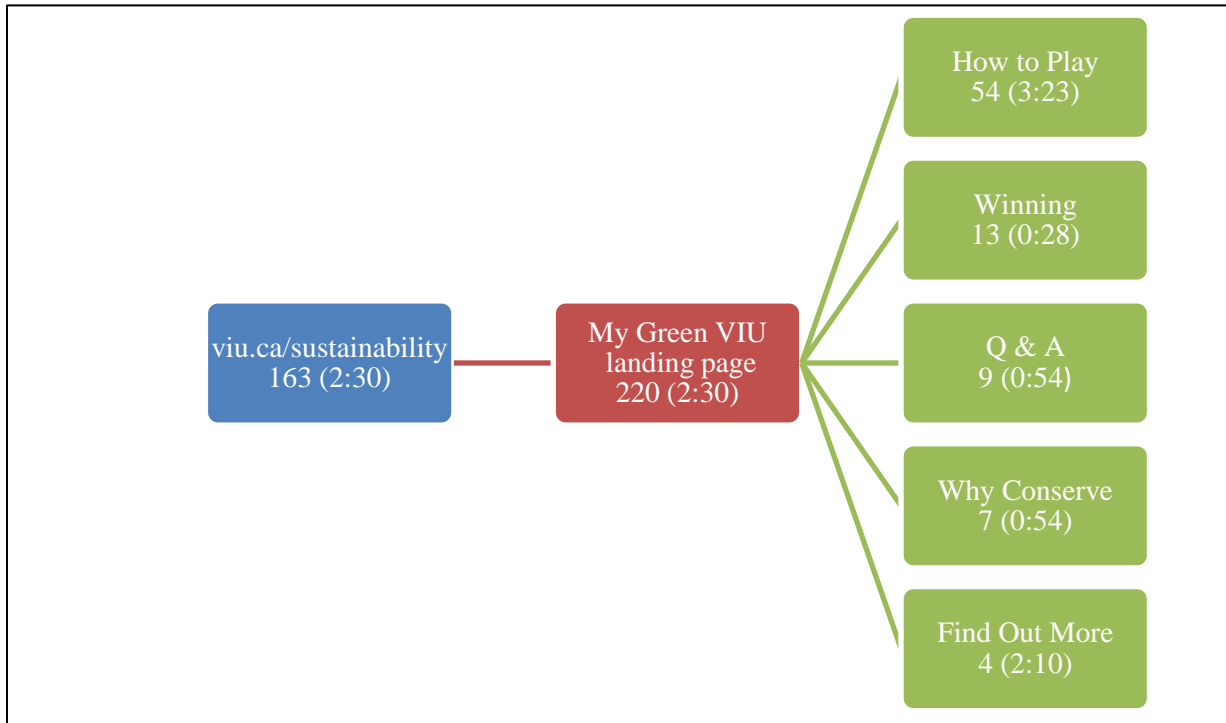 viu.ca/sustainability
163 (2:30)
My Green VIU
landing page
220 (2:30)
How to Play
54 (3:23)
Winning
13 (0:28)
Q & A
9 (0:54)
Why Conserve
7 (0:54)
Find Out More
4 (2:10)